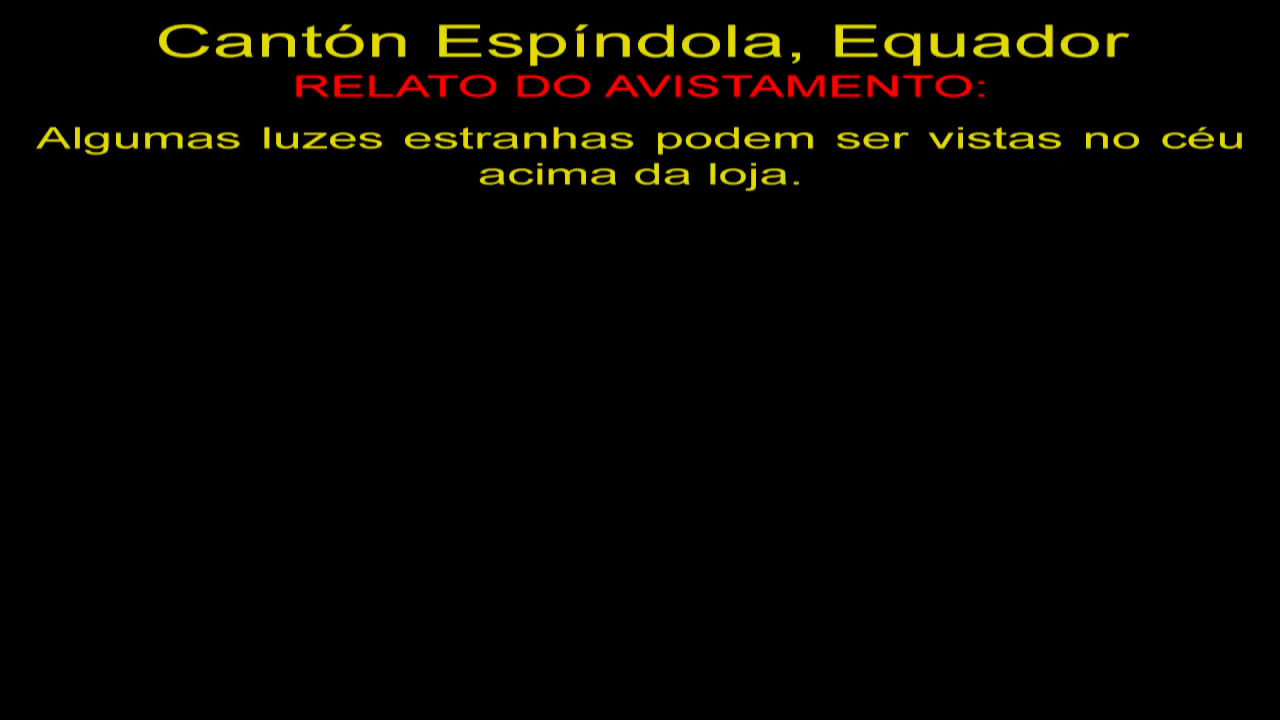 Cantón Espíndola, Equador
RELATO DO AVISTAMENTO:
Algumas luzes estranhas podem ser vistas no céu
acima da loja.